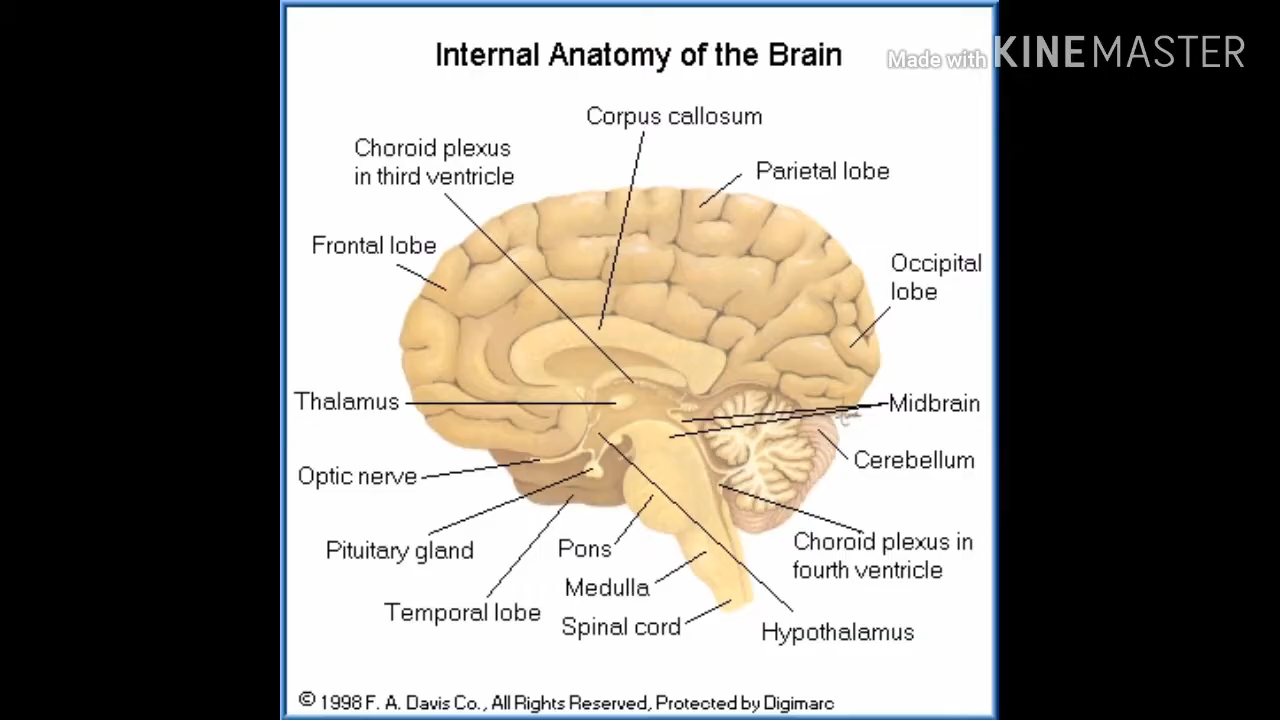 Internal Anatomy of the Brain
Made with KINEMASTER
Corpus callosum
Choroid plexus
in third ventricle
Parietal lobe
Frontal lobe
Occipital
lobe
Thalamus
Midbrain
Cerebellum
Optic nerve
Pituitary gland
Pons
Choroid plexus in
fourth ventricle
Medulla
Temporal lobe
Spinal cord
Hypothalamus
© 1998 F. A. Davis Co., All Rights Reserved, Protected by Digimarc